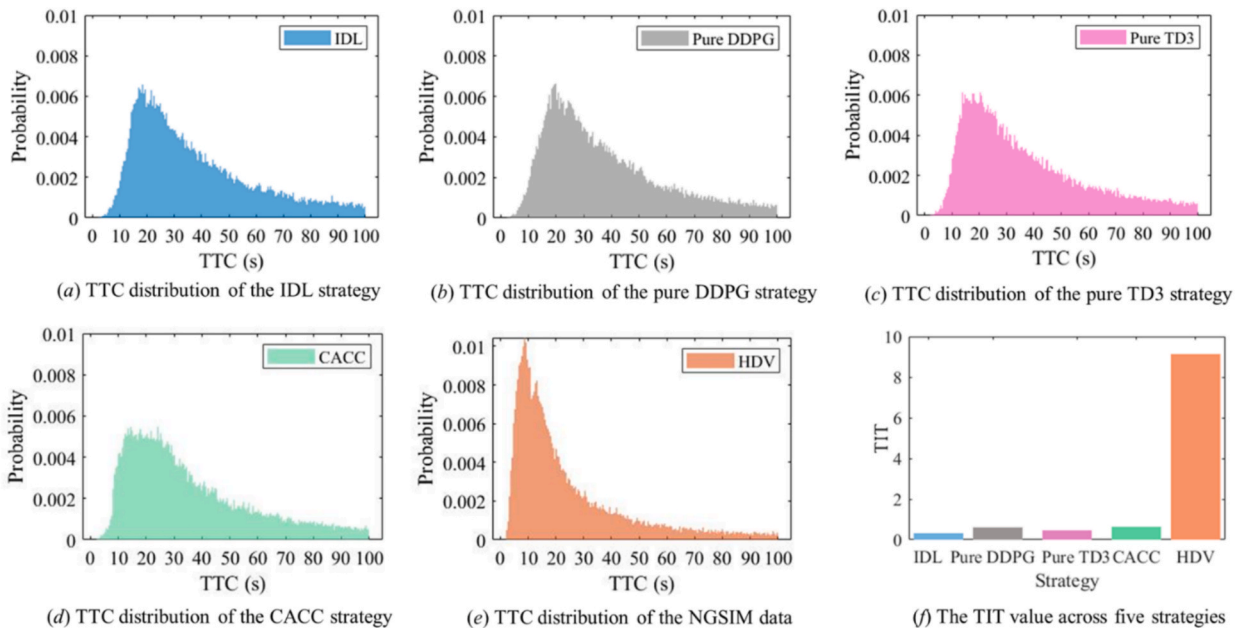 0.01
0.008
0.006
0.004
0.002
0
Probability
IDL
0 10 20 30 40 50 60 70 80 90 100
TTC (s)
(a) TTC distribution of the IDL strategy
0.01
0.008
0.006
0.004
0.002
0
Probability
Pure DDPG
0 10 20 30 40 50 60 70 80 90 100
TTC (s)
(b) TTC distribution of the pure DDPG strategy
0.01
0.008
0.006
0.004
0.002
0
Probability
Pure TD3
0 10 20 30 40 50 60 70 80 90 100
TTC (s)
(c) TTC distribution of the pure TD3 strategy
0.01
0.008
0.006
0.004
0.002
0
Probability
CACC
0 10 20 30 40 50 60 70 80 90 100
TTC (s)
(d) TTC distribution of the CACC strategy
0.01
0.008
0.006
0.004
0.002
0
Probability
HDV
0 10 20 30 40 50 60 70 80 90 100
TTC (s)
(e) TTC distribution of the NGSIM data
10
8
6
4
2
0
TIT
IDL Pure DDPG Pure TD3 CACC HDV
Strategy
(f) The TIT value across five strategies